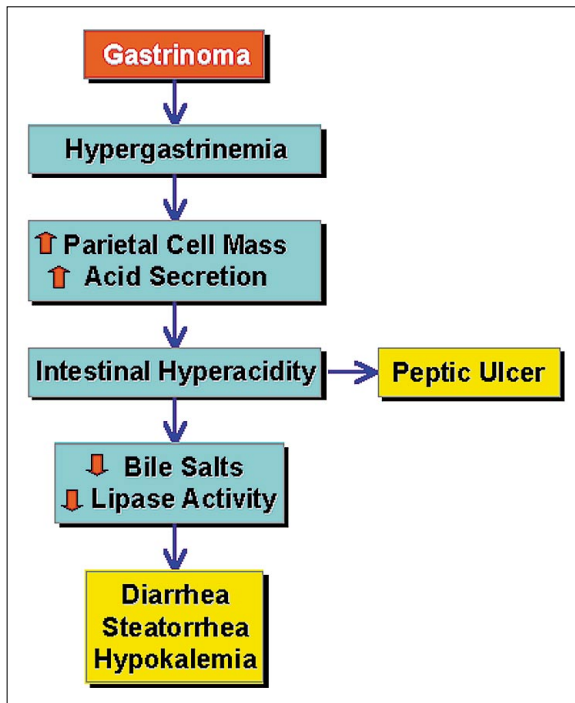 Gastrinoma
Hypergastrinemia
Parietal Cell Mass
Acid Secretion
Intestinal Hyperacidity
Peptic Ulcer
Bile Salts
Lipase Activity
Diarrhea
Steatorrhea
Hypokalemia